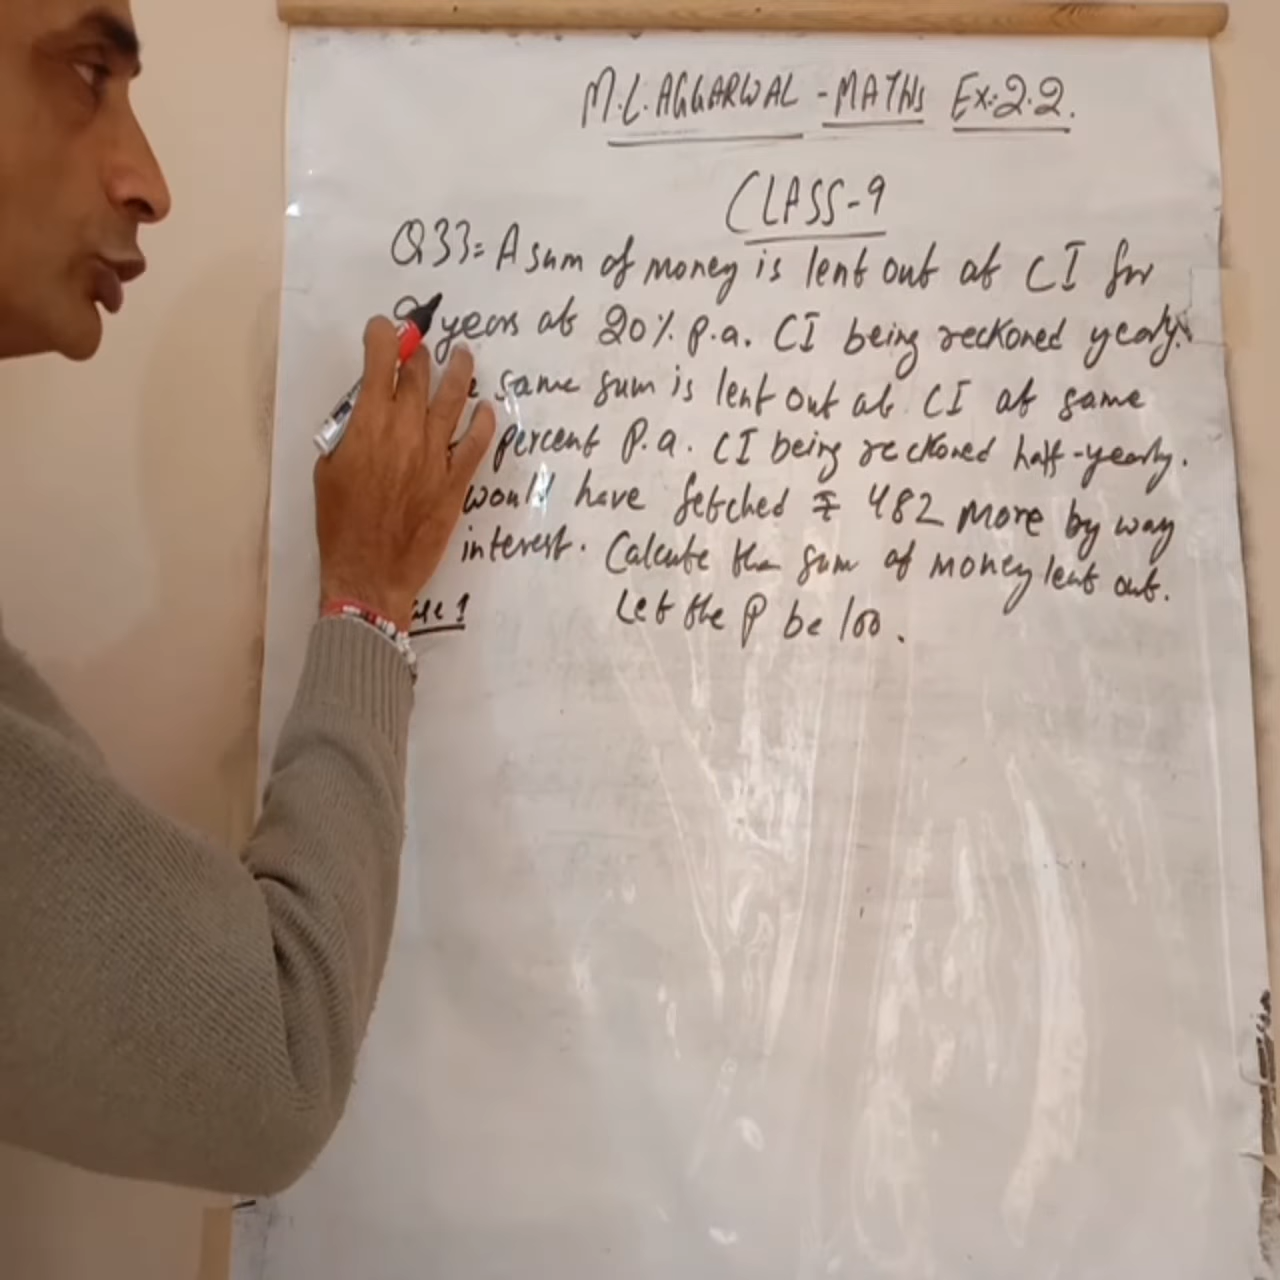 M.L.AGGARWAL - MATHS Ex:2.2.
CLASS-9
Q33= A sum of money is lent out at CI for
years at 20% p.a. CI being reckoned yearly.
same sum is lent out at CI at same
percent P.a. CI being reckoned half-yearly.
would have fetched ₹ 482 more by way
interest. Calcute the sum of money lent out.
1 Let the P be 100.